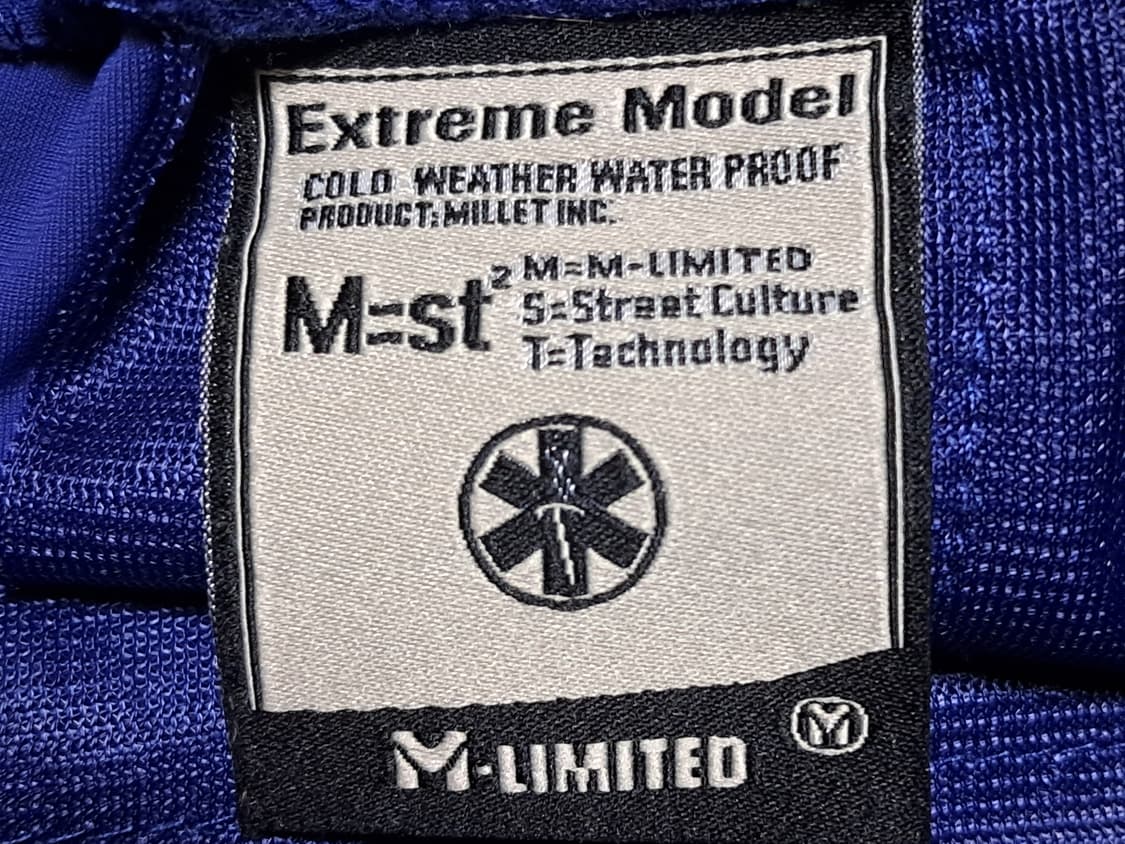 Extreme Model
COLD WEATHER WATER PROOF
PRODUCT:MILLET INC.
M=st²
M=M-LIMITED
S=Street Culture
T=Technology
M-LIMITED
M